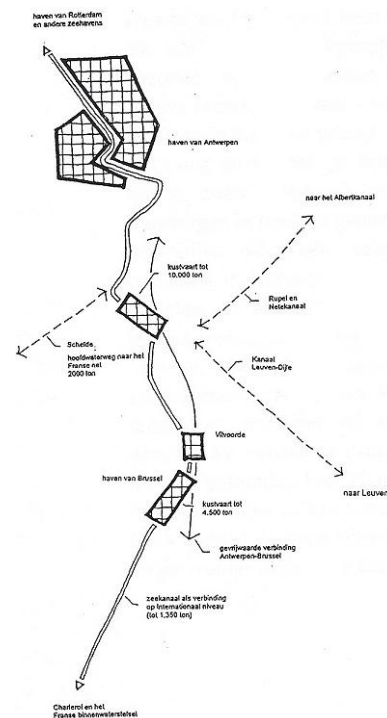 haven van Rotterdam
en andere zeehavens
haven van Antwerpen
naar het Albertkanaal
kustvaart tot
10.000 ton
Rupel en
Netekanaal
Schelde
hoofdwaterweg naar het
Franse net
2000 ton
Kanaal
Leuven-Dijle
Vilvoorde
haven van Brussel
naar Leuven
kustvaart tot
4.500 ton
gevrijwaarde verbinding
Antwerpen-Brussel
zeekanaal als verbinding
op Internationaal niveau
(tot 1,350 ton)
Charleroi en het
Franse binnenwaterstelsel